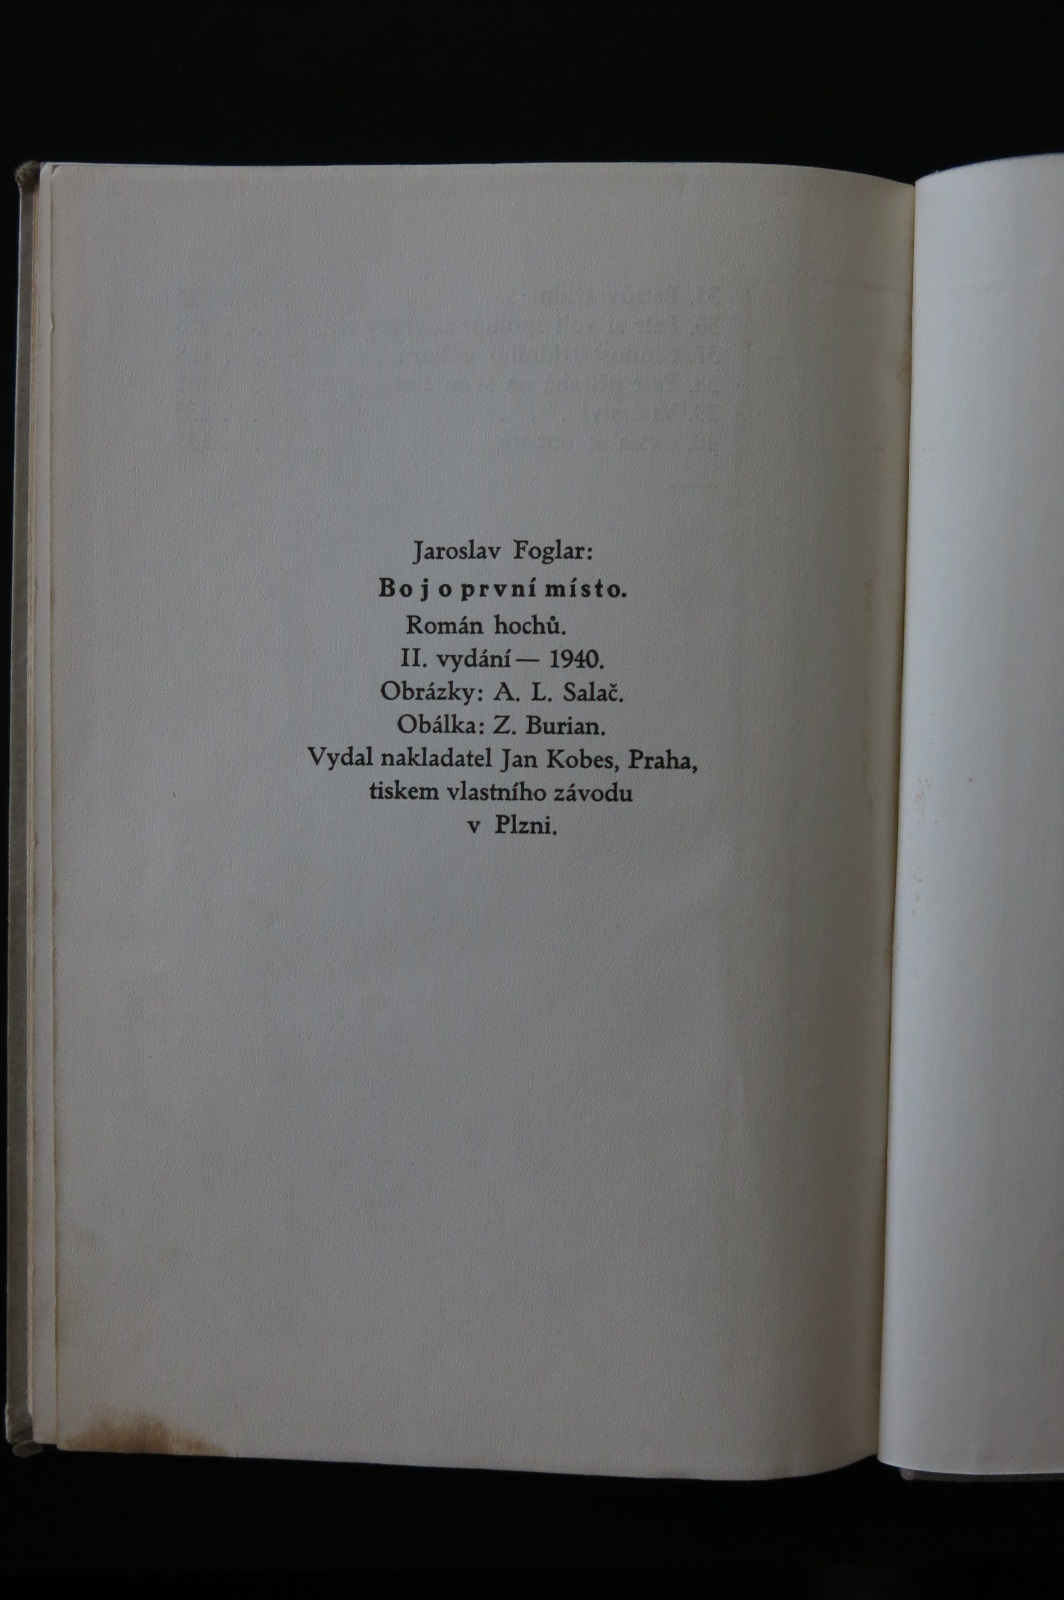 Jaroslav Foglar:
Boj o první místo.
Román hochů.
II. vydání — 1940.
Obrázky: A. L. Salač.
Obálka: Z. Burian.
Vydal nakladatel Jan Kobes, Praha,
tiskem vlastního závodu
v Plzni.